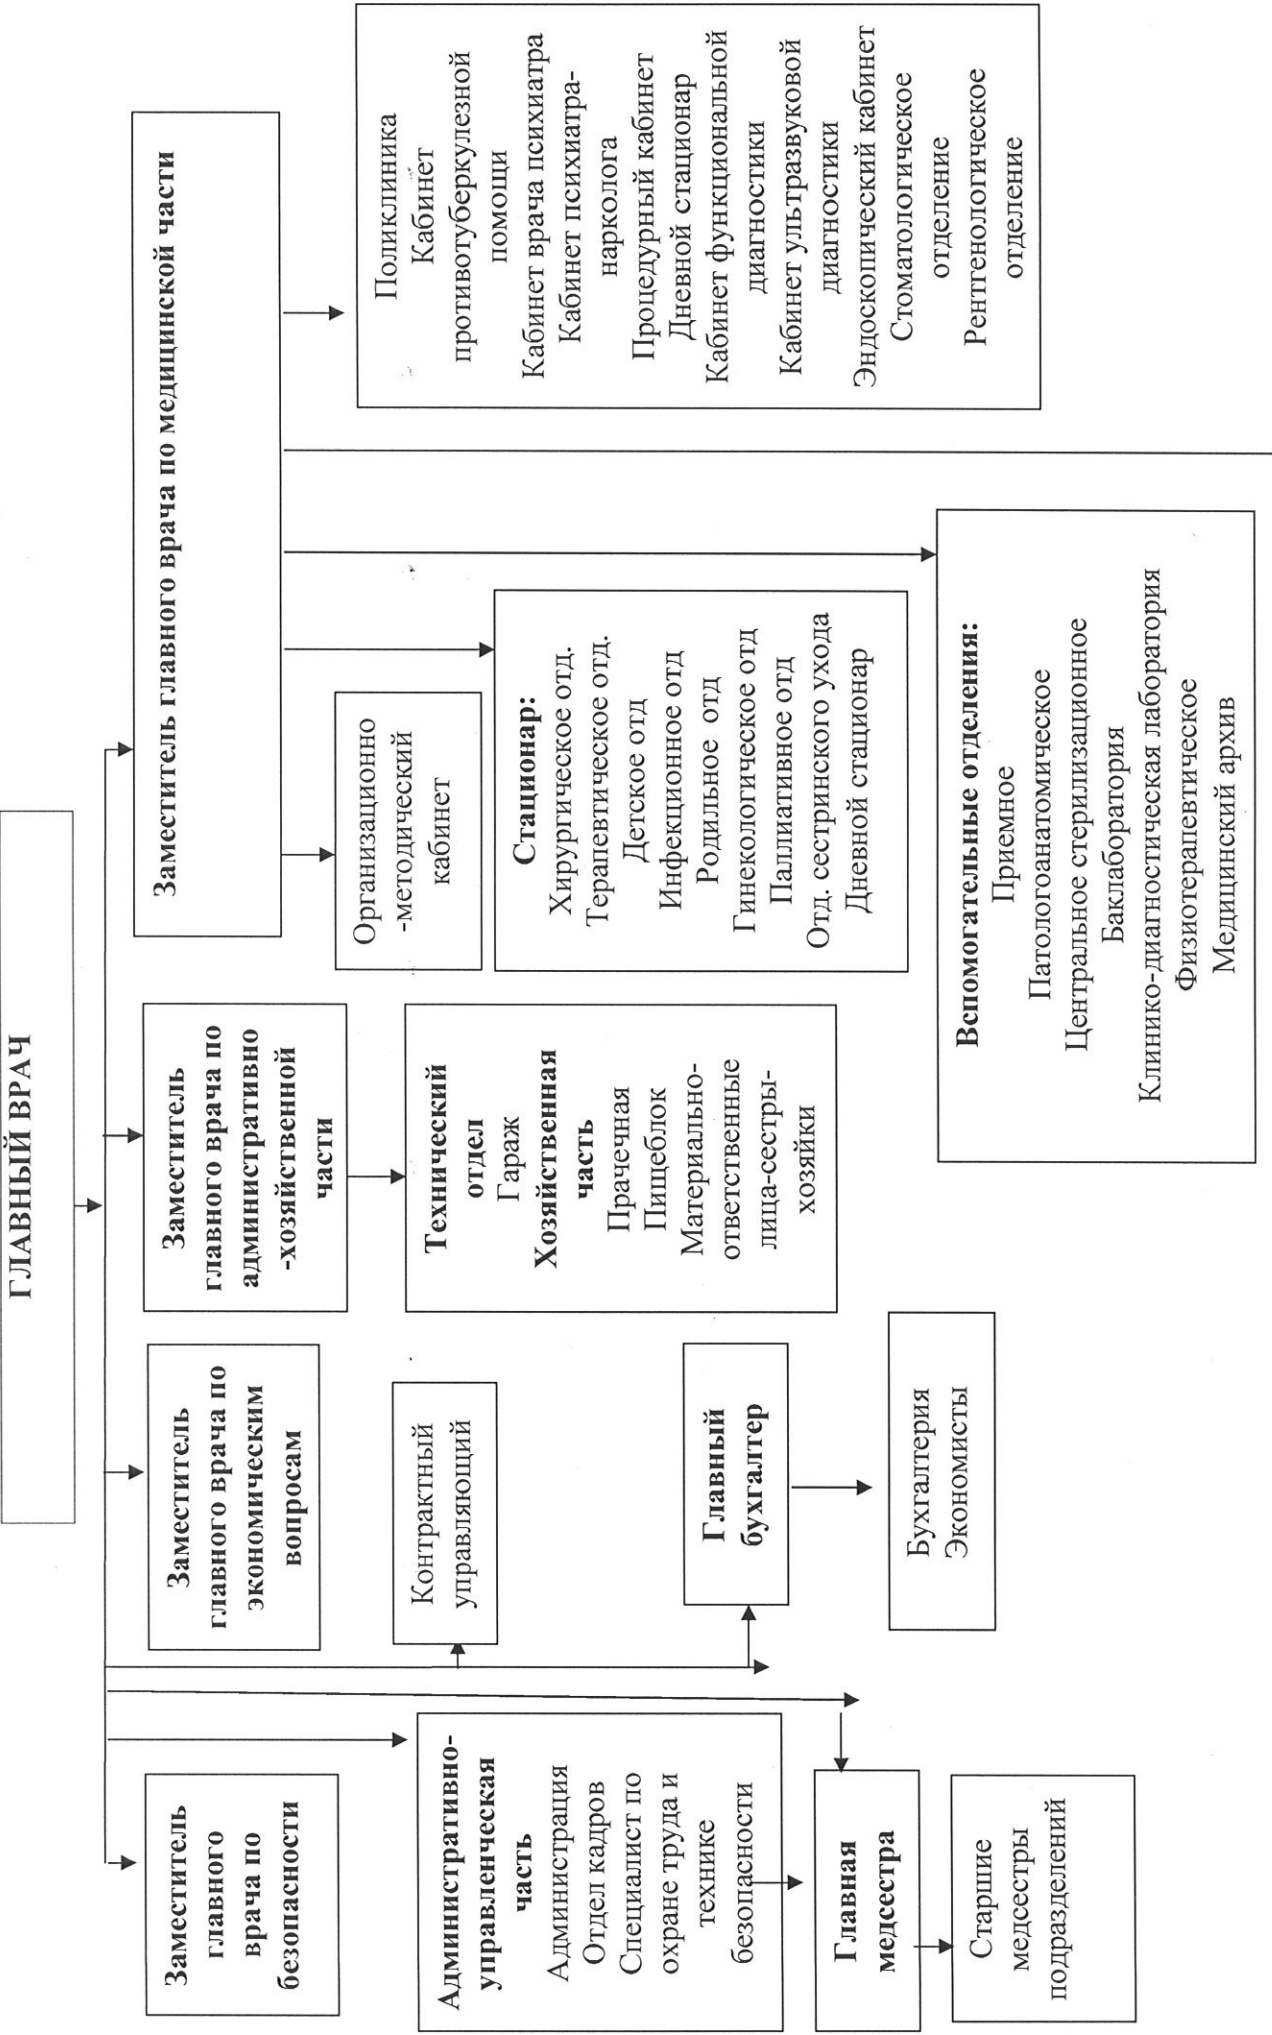 ГЛАВНЫЙ ВРАЧ
Заместитель
главного
врача по
безопасности
Заместитель
главного врача по
экономическим
вопросам
Заместитель
главного врача по
административно
-хозяйственной
части
Заместитель главного врача по медицинской части
Административно-
управленческая
часть
Администрация
Отдел кадров
Специалист по
охране труда и
технике
безопасности
Главная
медсестра
Старшие
медсестры
подразделений
Контрактный
управляющий
Главный
бухгалтер
Бухгалтерия
Экономисты
Технический
отдел
Гараж
Хозяйственная
часть
Прачечная
Пищеблок
Материально-
ответственные
лица-сестры-
хозяйки
Организационно
-методический
кабинет
Стационар:
Хирургическое отд.
Терапевтическое отд.
Детское отд
Инфекционное отд
Родильное отд
Гинекологическое отд
Паллиативное отд
Отд. сестринского ухода
Дневной стационар
Вспомогательные отделения:
Приемное
Патологоанатомическое
Центральное стерилизационное
Баклаборатория
Клинико-диагностическая лаборатория
Физиотерапевтическое
Медицинский архив
Поликлиника
Кабинет
противотуберкулезной
помощи
Кабинет врача психиатра
Кабинет психиатра-
нарколога
Процедурный кабинет
Дневной стационар
Кабинет функциональной
диагностики
Кабинет ультразвуковой
диагностики
Эндоскопический кабинет
Стоматологическое
отделение
Рентгенологическое
отделение